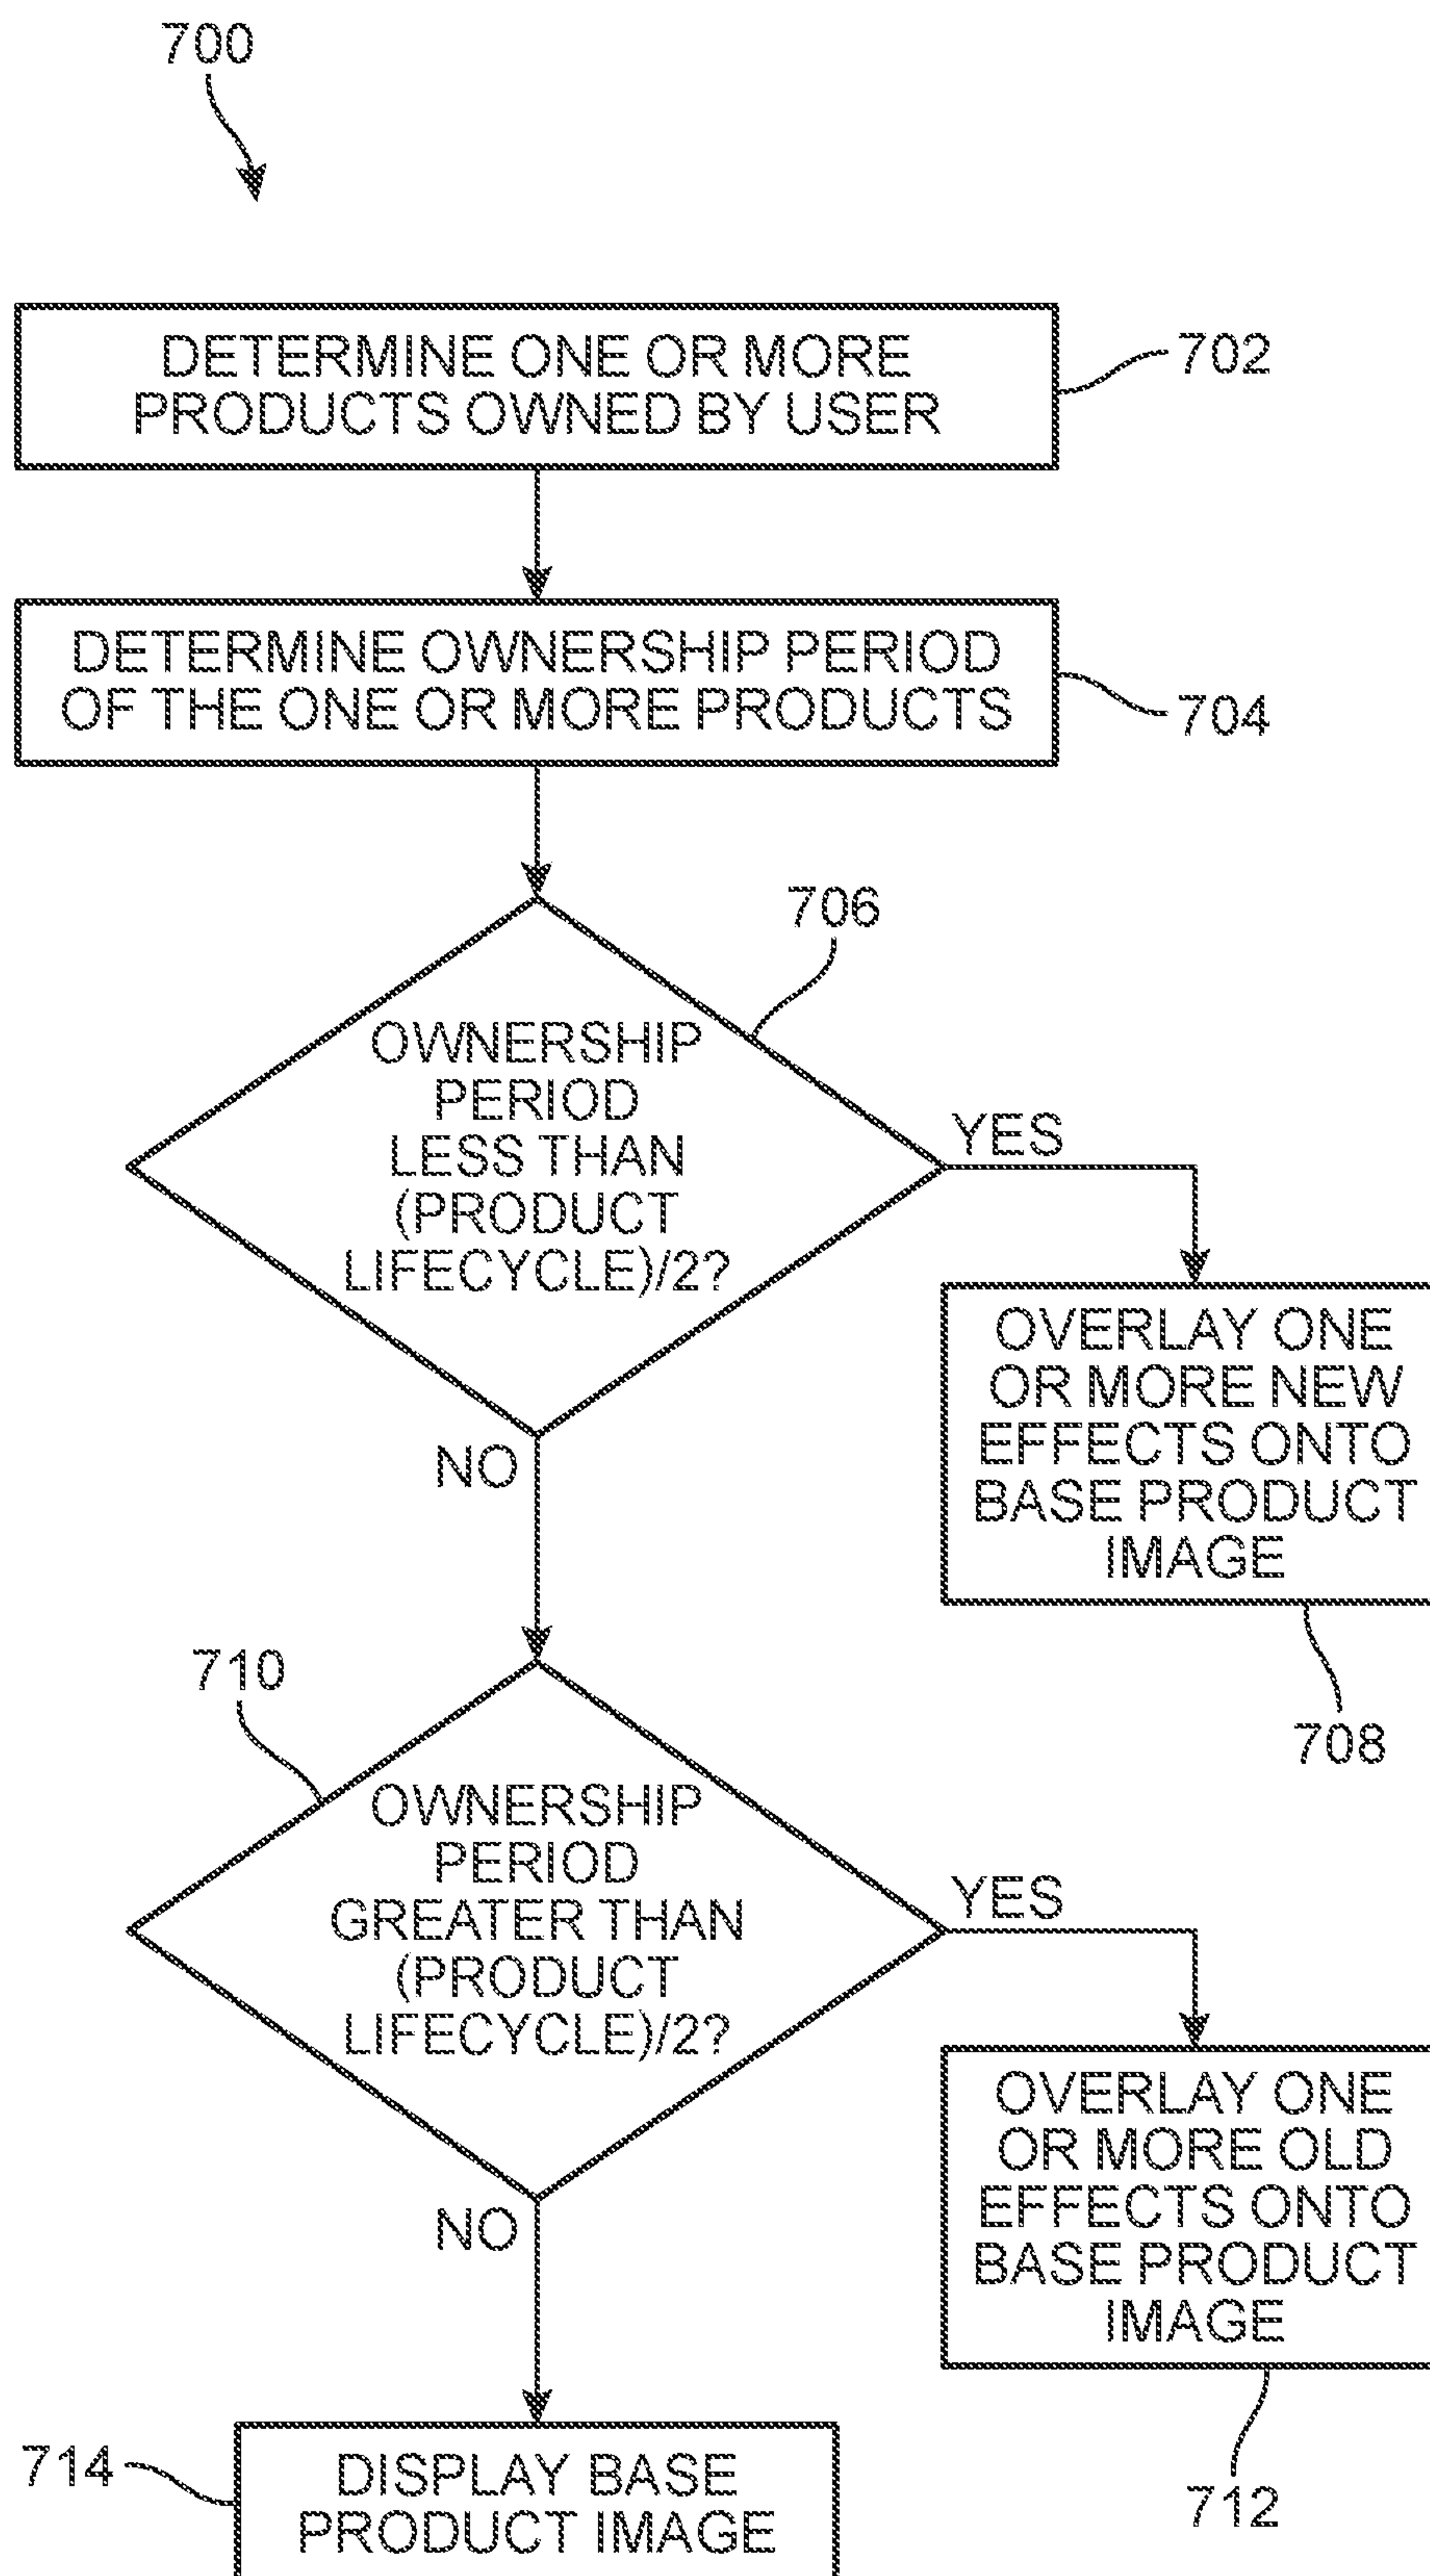 700
DETERMINE ONE OR MORE
PRODUCTS OWNED BY USER
702
DETERMINE OWNERSHIP PERIOD
OF THE ONE OR MORE PRODUCTS
704
706
OWNERSHIP
PERIOD
LESS THAN
(PRODUCT
LIFECYCLE)/2?
YES
OVERLAY ONE
OR MORE NEW
EFFECTS ONTO
BASE PRODUCT
IMAGE
708
NO
710
OWNERSHIP
PERIOD
GREATER THAN
(PRODUCT
LIFECYCLE)/2?
YES
OVERLAY ONE
OR MORE OLD
EFFECTS ONTO
BASE PRODUCT
IMAGE
712
NO
714
DISPLAY BASE
PRODUCT IMAGE